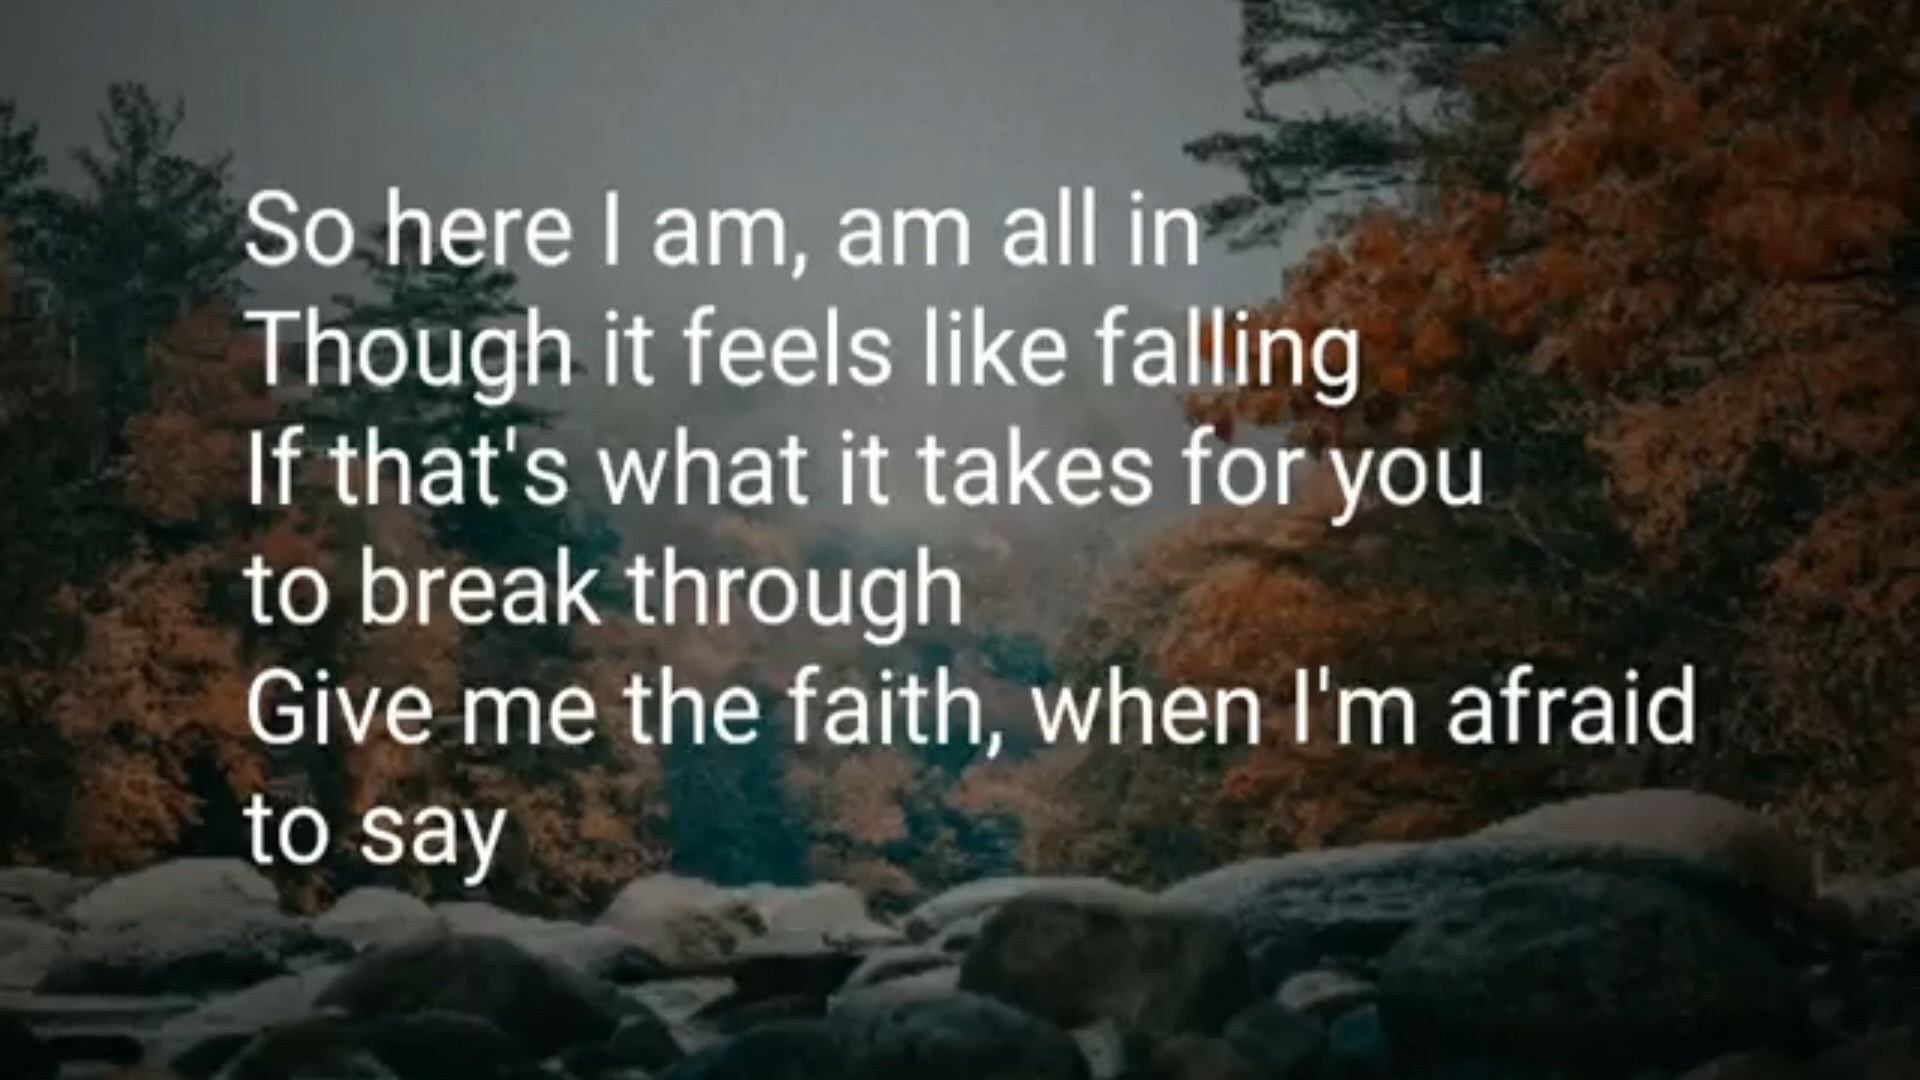 So here I am, am all in
Though it feels like falling
If that's what it takes for you
to break through
Give me the faith, when I'm afraid
to say